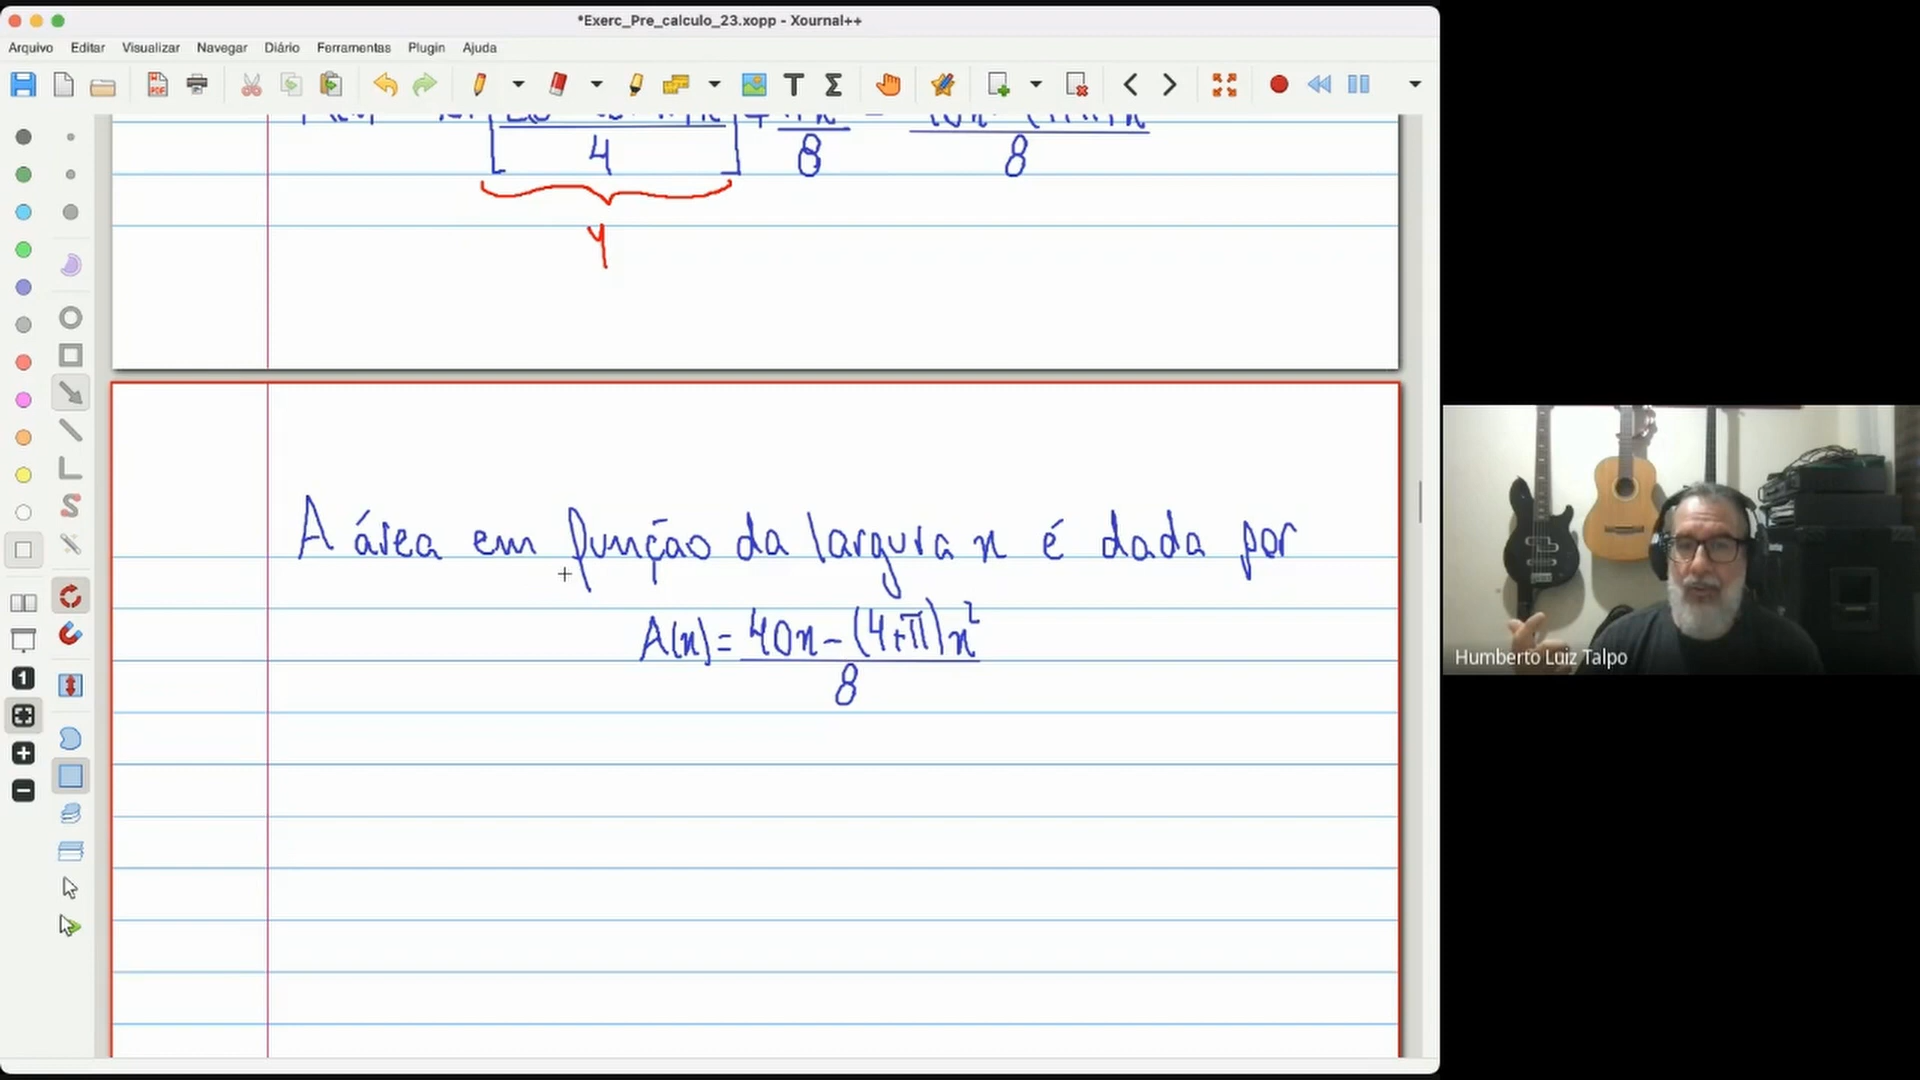 *Exerc_Pre_calculo_23.xopp - Xournal++
Arquivo Editar Visualizar Navegar Diário Ferramentas Plugin Ajuda
4 8 8
y
A área em função da largura x é dada por
A(x) = 40x - (4+π)x²
8
Humberto Luiz Talpo